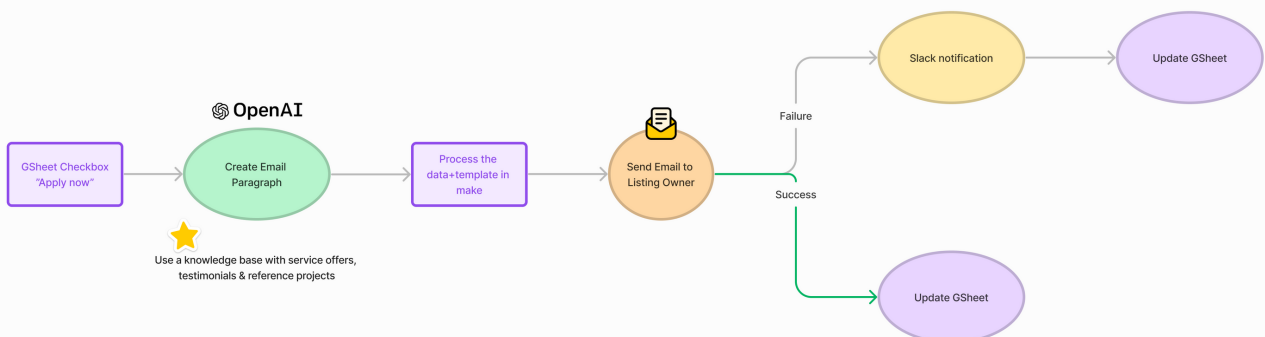 GSheet Checkbox
"Apply now"
OpenAI
Create Email
Paragraph
Use a knowledge base with service offers,
testimonials & reference projects
Process the
data+template in
make
Send Email to
Listing Owner
Failure
Success
Slack notification
Update GSheet
Update GSheet